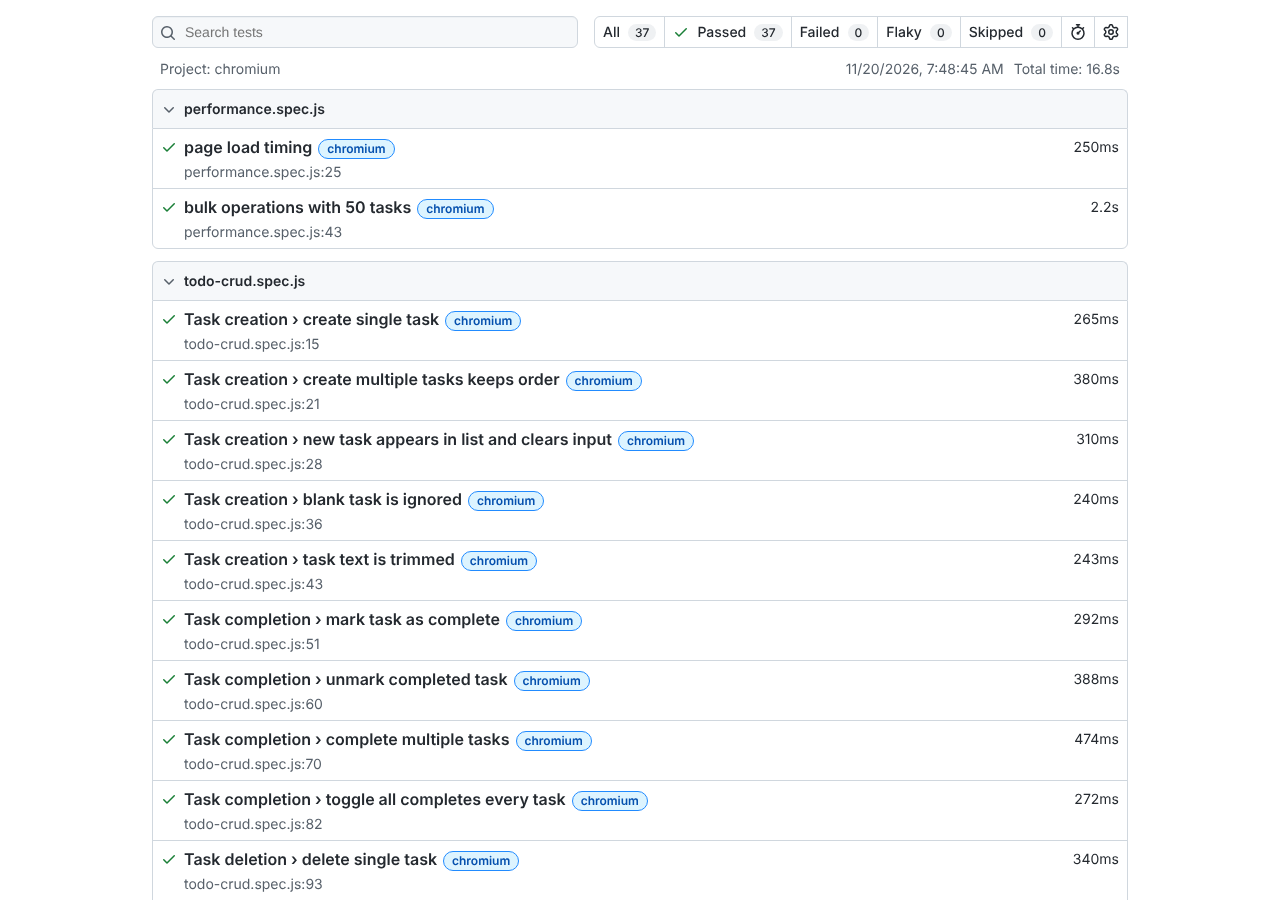 Search tests
All 37
Passed 37
Failed 0
Flaky 0
Skipped 0
Project: chromium
11/20/2026, 7:48:45 AM Total time: 16.8s
performance.spec.js
page load timing chromium 250ms
performance.spec.js:25
bulk operations with 50 tasks chromium 2.2s
performance.spec.js:43
todo-crud.spec.js
Task creation › create single task chromium 265ms
todo-crud.spec.js:15
Task creation › create multiple tasks keeps order chromium 380ms
todo-crud.spec.js:21
Task creation › new task appears in list and clears input chromium 310ms
todo-crud.spec.js:28
Task creation › blank task is ignored chromium 240ms
todo-crud.spec.js:36
Task creation › task text is trimmed chromium 243ms
todo-crud.spec.js:43
Task completion › mark task as complete chromium 292ms
todo-crud.spec.js:51
Task completion › unmark completed task chromium 388ms
todo-crud.spec.js:60
Task completion › complete multiple tasks chromium 474ms
todo-crud.spec.js:70
Task completion › toggle all completes every task chromium 272ms
todo-crud.spec.js:82
Task deletion › delete single task chromium 340ms
todo-crud.spec.js:93